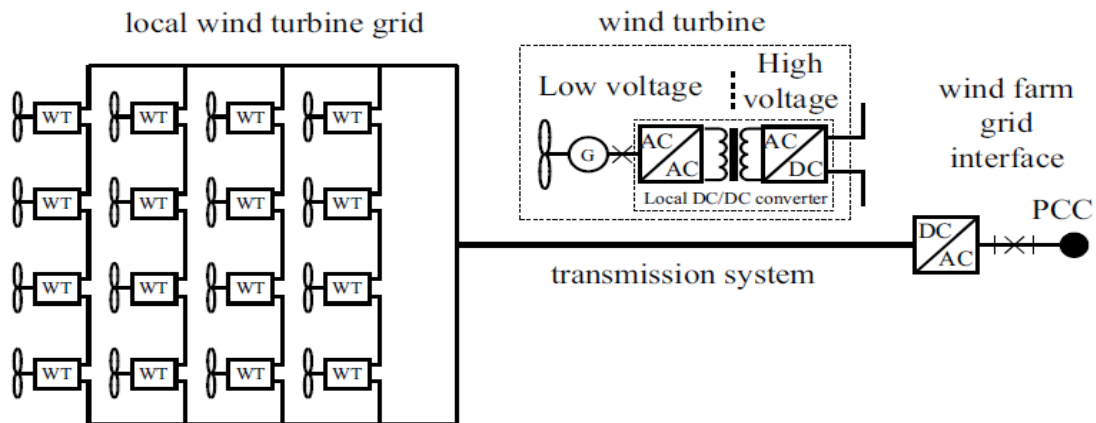 local wind turbine grid
wind turbine
Low voltage
High
voltage
wind farm
grid
interface
WT WT WT WT
G
AC
AC
AC
DC
Local DC/DC converter
WT WT WT WT
PCC
DC
AC
transmission system
WT WT WT WT
WT WT WT WT